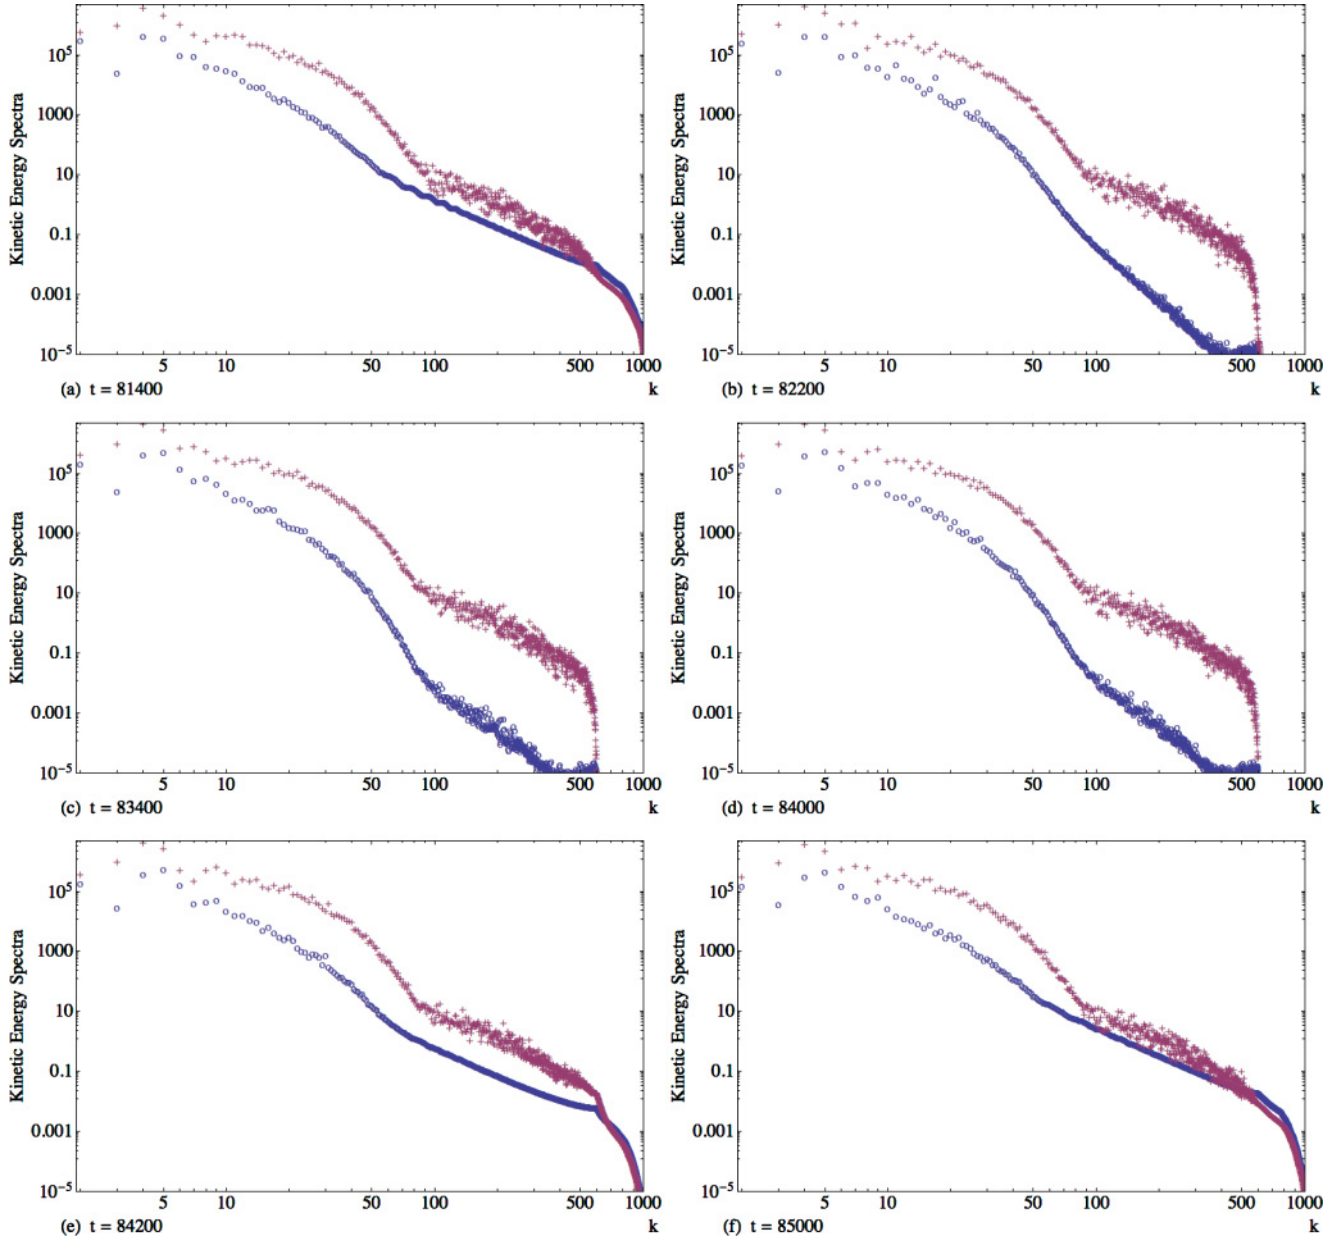 Kinetic Energy Spectra
10^5
1000
10
0.1
0.001
10^-5
5 10 50 100 500 1000
(a) t = 81400 k
Kinetic Energy Spectra
10^5
1000
10
0.1
0.001
10^-5
5 10 50 100 500 1000
(b) t = 82200 k
Kinetic Energy Spectra
10^5
1000
10
0.1
0.001
10^-5
5 10 50 100 500 1000
(c) t = 83400 k
Kinetic Energy Spectra
10^5
1000
10
0.1
0.001
10^-5
5 10 50 100 500 1000
(d) t = 84000 k
Kinetic Energy Spectra
10^5
1000
10
0.1
0.001
10^-5
5 10 50 100 500 1000
(e) t = 84200 k
Kinetic Energy Spectra
10^5
1000
10
0.1
0.001
10^-5
5 10 50 100 500 1000
(f) t = 85000 k